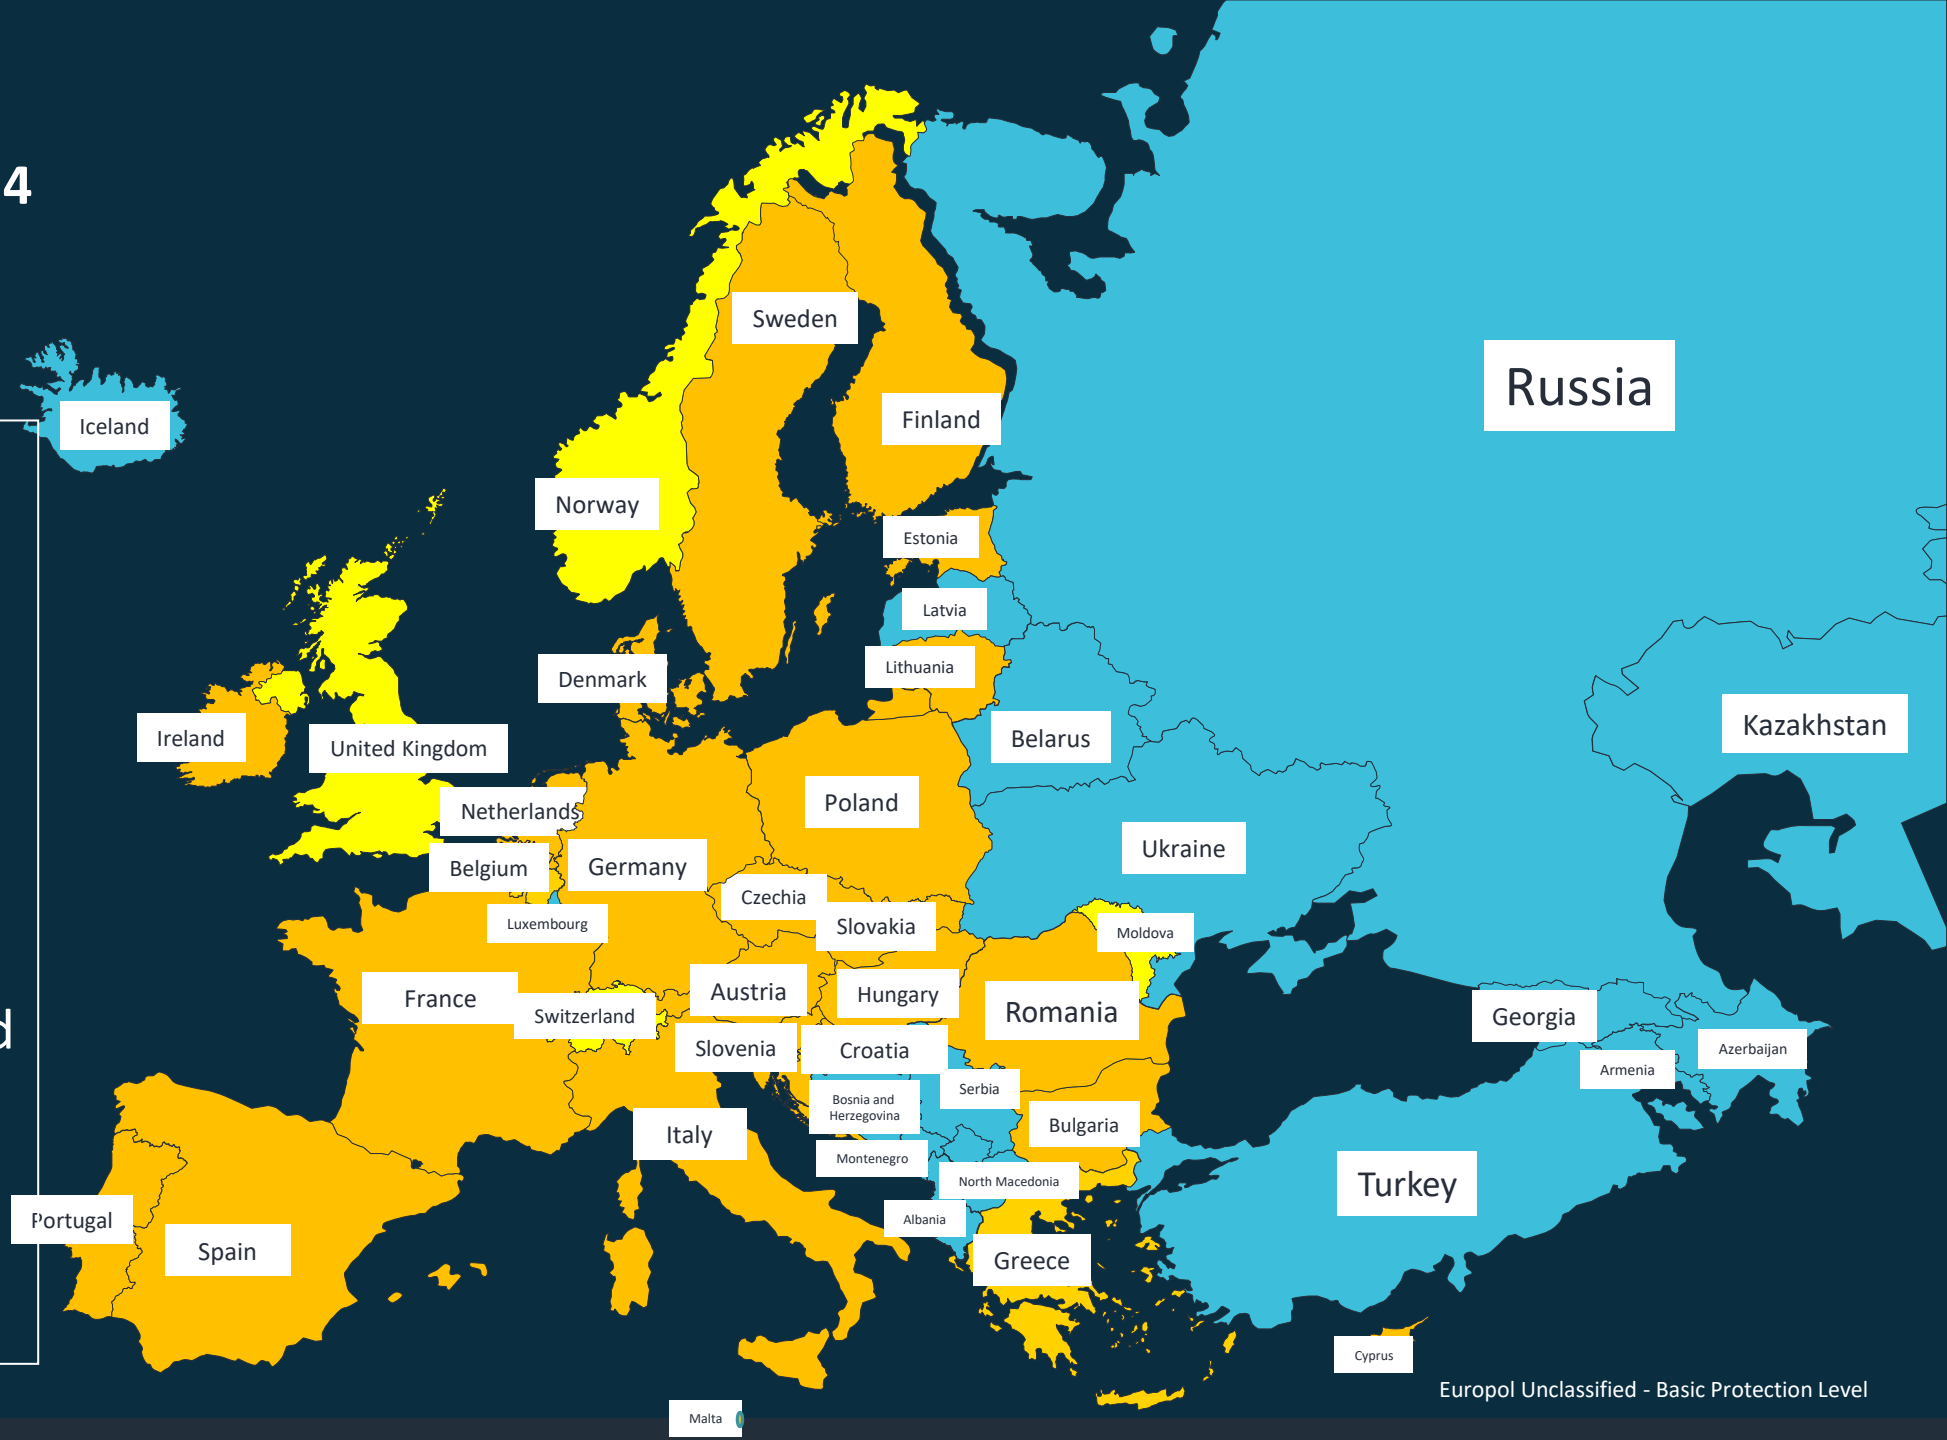 4
Sweden
Russia
Finland
Iceland
Norway
Estonia
Latvia
Lithuania
Denmark
Kazakhstan
Ireland
United Kingdom
Belarus
Poland
Netherlands
Ukraine
Germany
Belgium
Czechia
Luxembourg
Slovakia
Moldova
Austria
Hungary
France
Romania
Switzerland
Georgia
d
Slovenia
Croatia
Azerbaijan
Armenia
Serbia
Bosnia and
Herzegovina
Bulgaria
Italy
Montenegro
North Macedonia
Turkey
Portugal
Albania
Spain
Greece
Cyprus
Europol Unclassified - Basic Protection Level
Malta